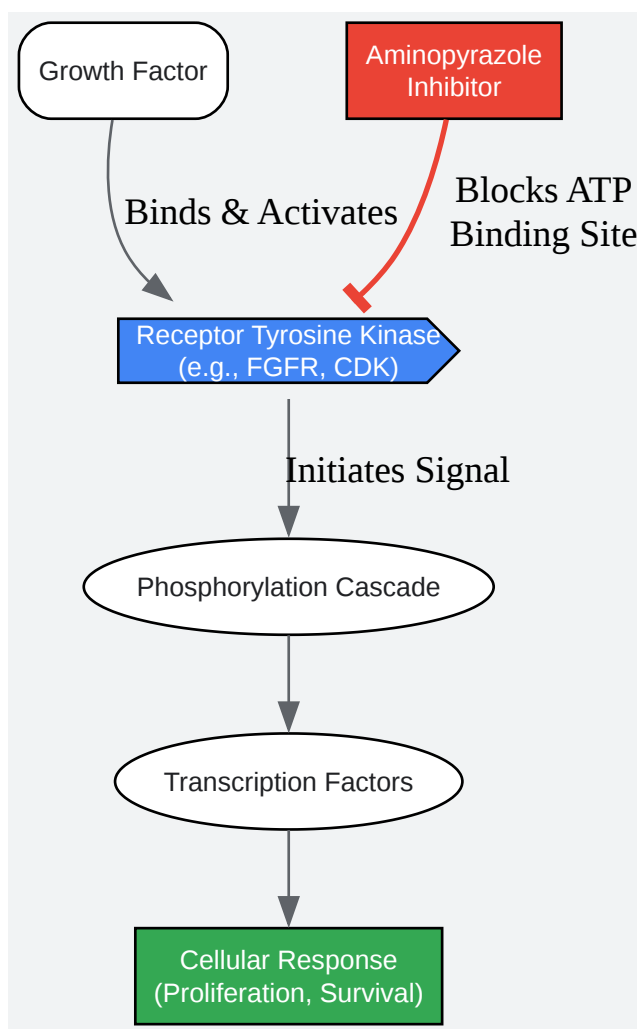 Growth Factor
Aminopyrazole
Inhibitor
Binds & Activates
Blocks ATP
Binding Site
Receptor Tyrosine Kinase
(e.g., FGFR, CDK)
Initiates Signal
Phosphorylation Cascade
Transcription Factors
Cellular Response
(Proliferation, Survival)